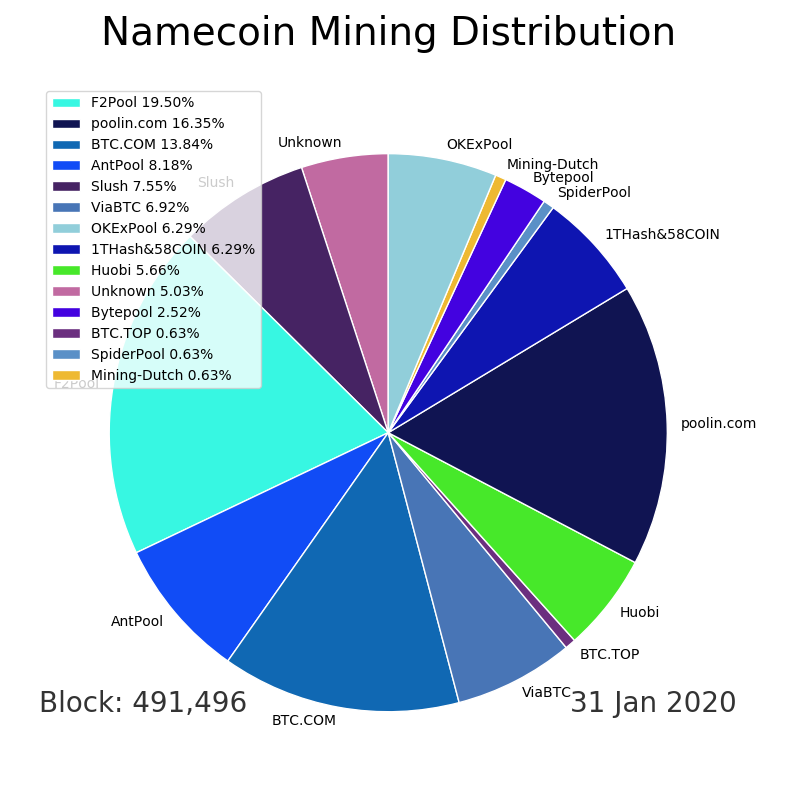 Namecoin Mining Distribution
F2Pool 19.50%
poolin.com 16.35%
BTC.COM 13.84%
AntPool 8.18%
Slush 7.55%
ViaBTC 6.92%
OKExPool 6.29%
1THash&58COIN 6.29%
Huobi 5.66%
Unknown 5.03%
Bytepool 2.52%
BTC.TOP 0.63%
SpiderPool 0.63%
Mining-Dutch 0.63%
Unknown
OKExPool
Mining-Dutch
Bytepool
SpiderPool
Slush
1THash&58COIN
F2Pool
poolin.com
Huobi
AntPool
BTC.TOP
ViaBTC
BTC.COM
Block: 491,496
31 Jan 2020